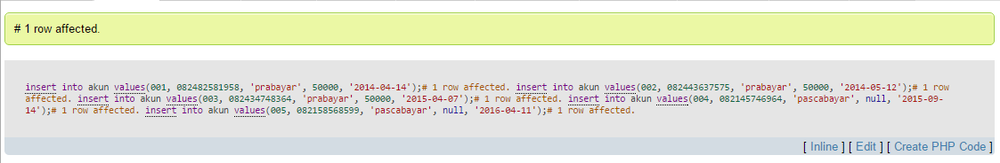 # 1 row affected.
insert into akun values(001, 082482581958, 'prabayar', 50000, '2014-04-14');# 1 row affected. insert into akun values(002, 082443637575, 'prabayar', 50000, '2014-05-12');# 1 row
affected. insert into akun values(003, 082434748364, 'prabayar', 50000, '2015-04-07');# 1 row affected. insert into akun values(004, 082145746964, 'pascabayar', null, '2015-09-
14');# 1 row affected. insert into akun values(005, 082158568599, 'pascabayar', null, '2016-04-11');# 1 row affected.
[ Inline ] [ Edit ] [ Create PHP Code ]